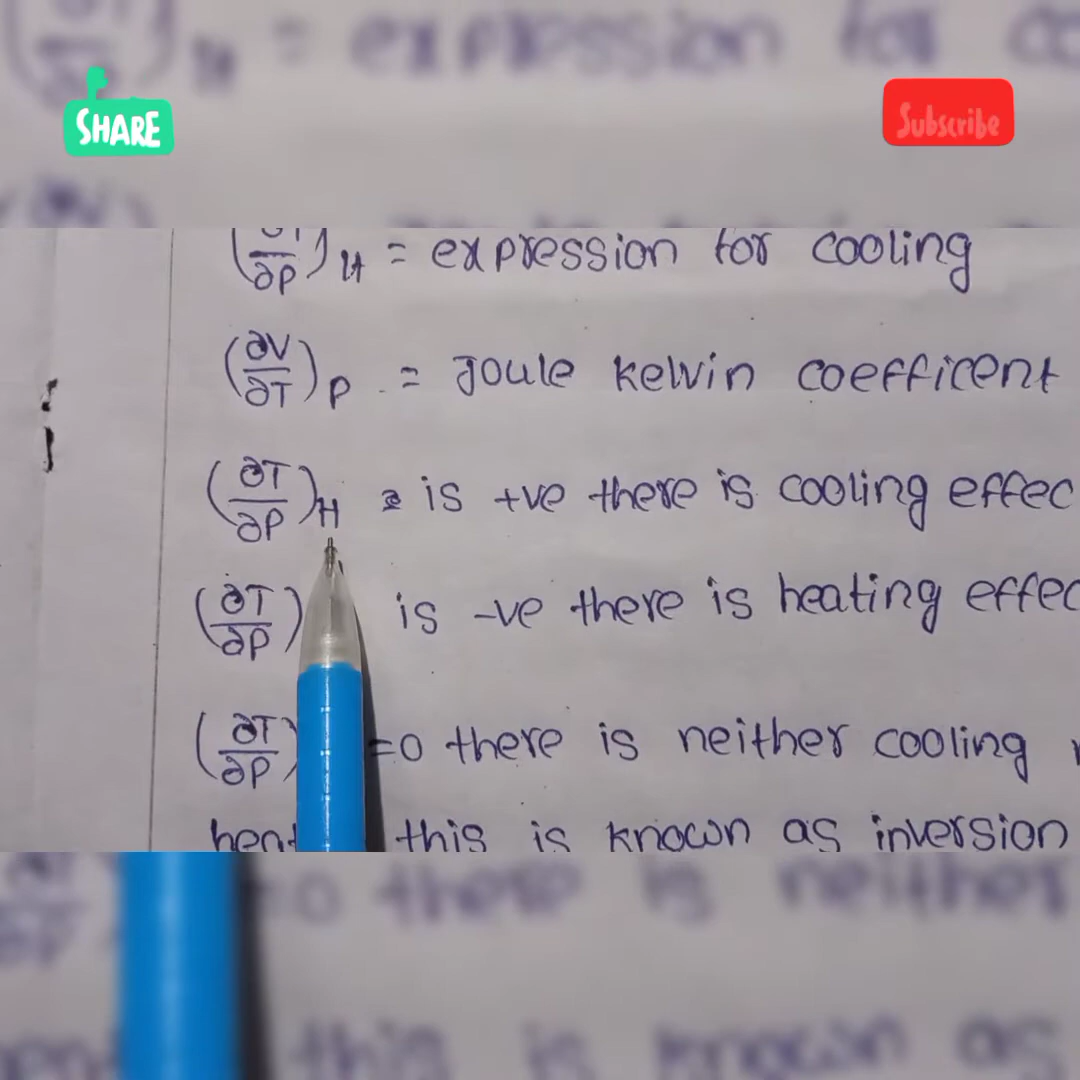 SHARE
Subscribe
(∂T/∂P)H = expression for cooling
(∂V/∂T)P = Joule kelvin coefficent
(∂T/∂P)H is +ve there is cooling effec
(∂T/∂P) is -ve there is heating effec
(∂T/∂P) =0 there is neither cooling
this is known as inversion